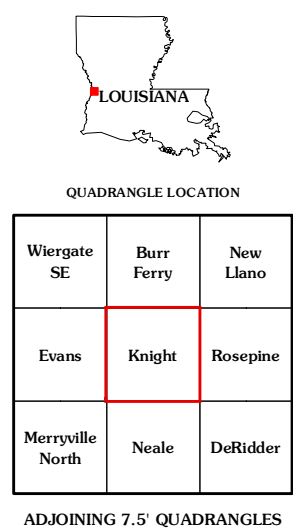 LOUISIANA
QUADRANGLE LOCATION
Wiergate
SE
Burr
Ferry
New
Llano
Evans
Knight
Rosepine
Merryville
North
Neale
DeRidder
ADJOINING 7.5' QUADRANGLES